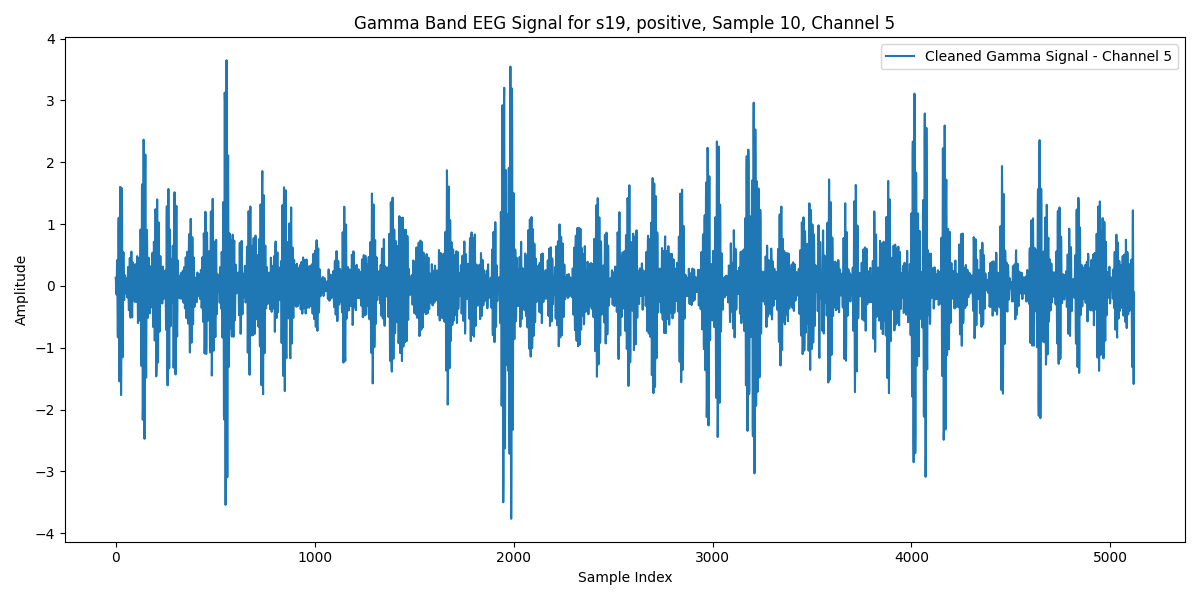 Gamma Band EEG Signal for s19, positive, Sample 10, Channel 5
Cleaned Gamma Signal - Channel 5
Amplitude
4
3
2
1
0
−1
−2
−3
−4
0 1000 2000 3000 4000 5000
Sample Index